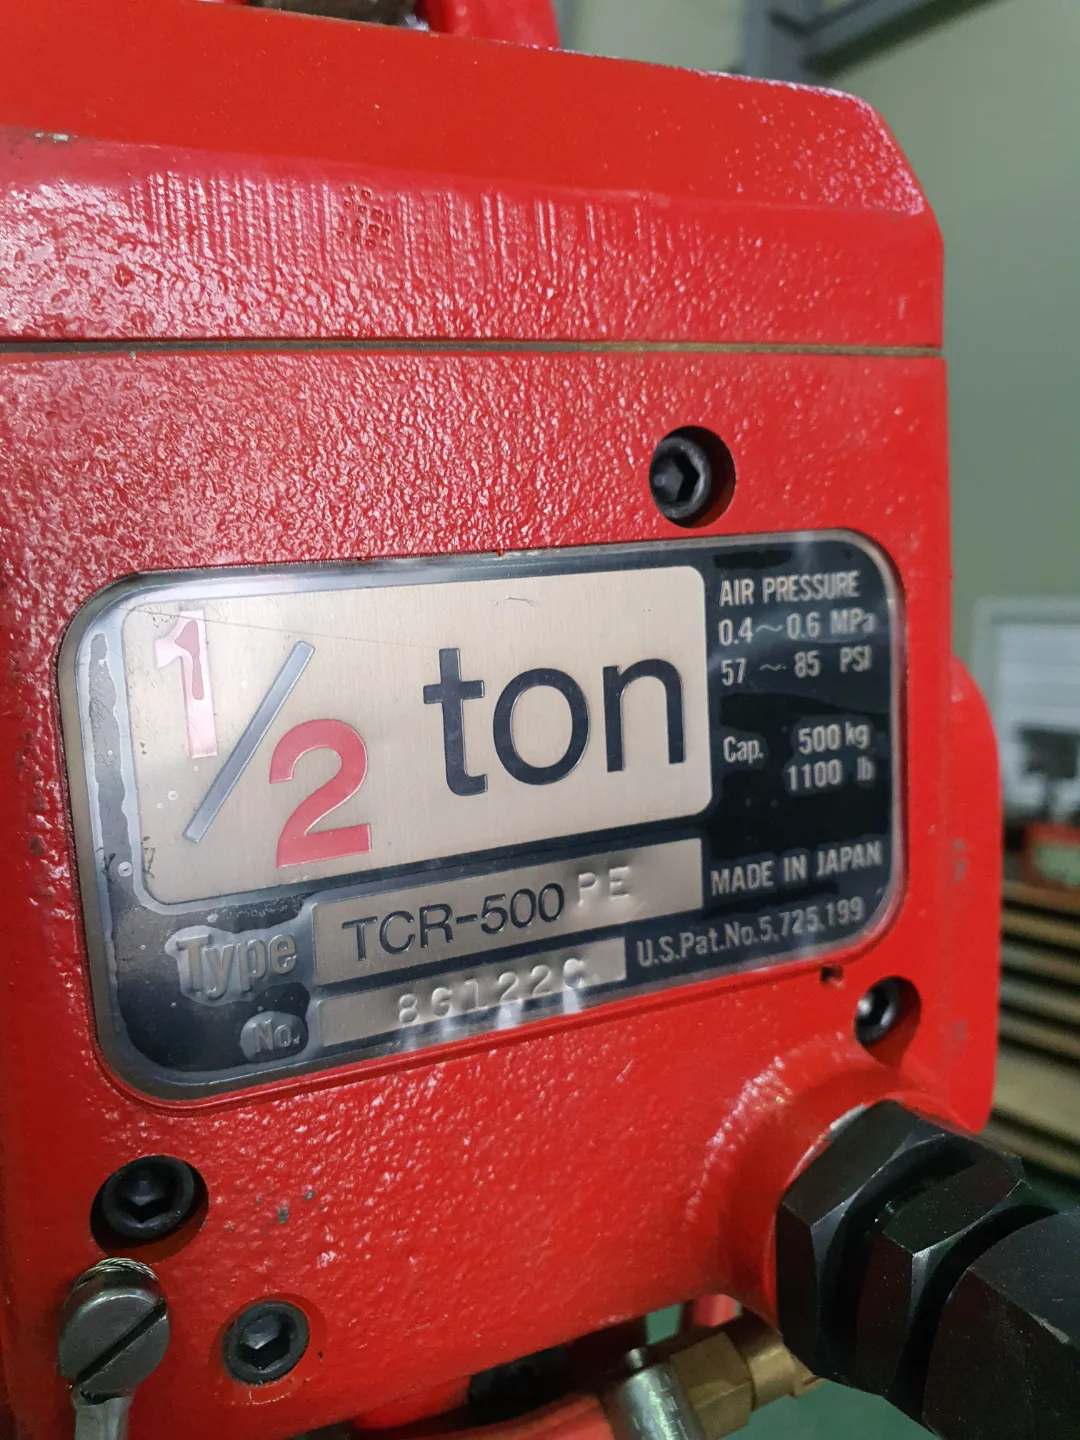 1/2 ton
AIR PRESSURE
0.4~0.6 MPa
57 ~ 85 PSI
Cap. 500 kg
1100 lb
MADE IN JAPAN
U.S.Pat.No.5,725,199
Type TCR-500 PE
No. 8G122C